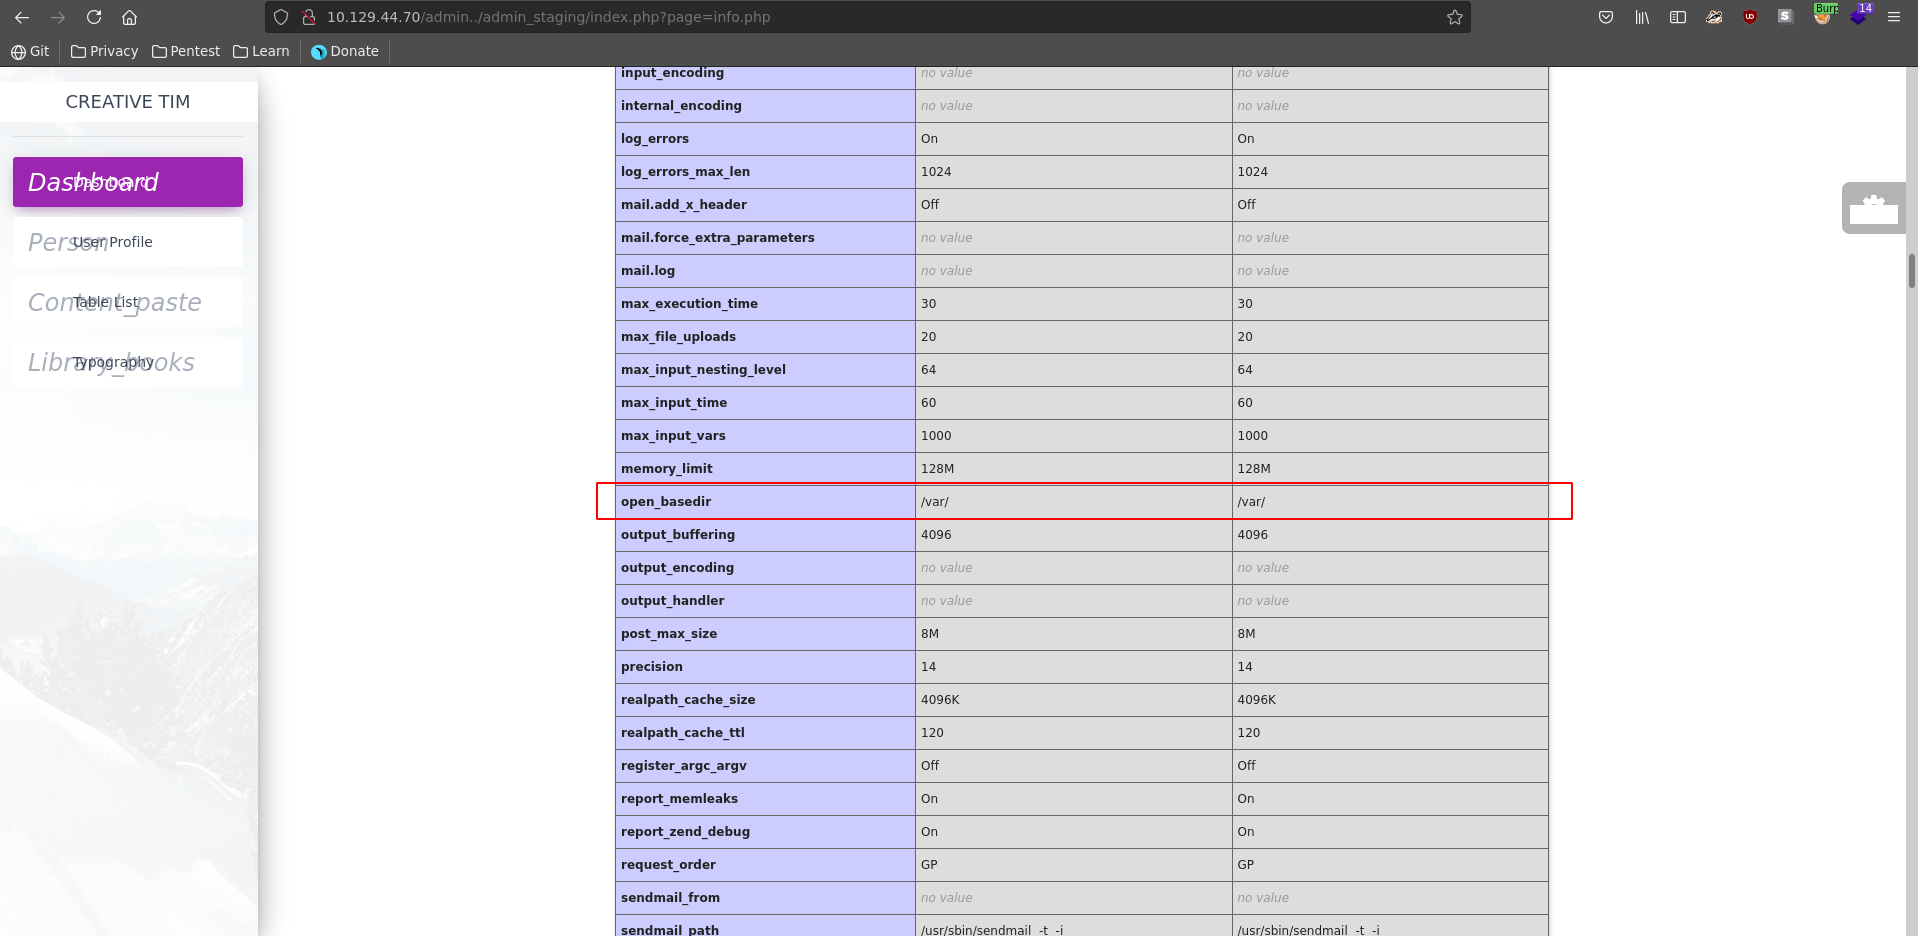 10.129.44.70/admin../admin_staging/index.php?page=info.php
Burp
14
Git Privacy Pentest Learn Donate
CREATIVE TIM
Dashboard Dashboard
Person User Profile
Content_paste Table List
Library_books Typography
input_encoding no value no value
internal_encoding no value no value
log_errors On On
log_errors_max_len 1024 1024
mail.add_x_header Off Off
mail.force_extra_parameters no value no value
mail.log no value no value
max_execution_time 30 30
max_file_uploads 20 20
max_input_nesting_level 64 64
max_input_time 60 60
max_input_vars 1000 1000
memory_limit 128M 128M
open_basedir /var/ /var/
output_buffering 4096 4096
output_encoding no value no value
output_handler no value no value
post_max_size 8M 8M
precision 14 14
realpath_cache_size 4096K 4096K
realpath_cache_ttl 120 120
register_argc_argv Off Off
report_memleaks On On
report_zend_debug On On
request_order GP GP
sendmail_from no value no value
sendmail_path /usr/sbin/sendmail -t -i /usr/sbin/sendmail -t -i